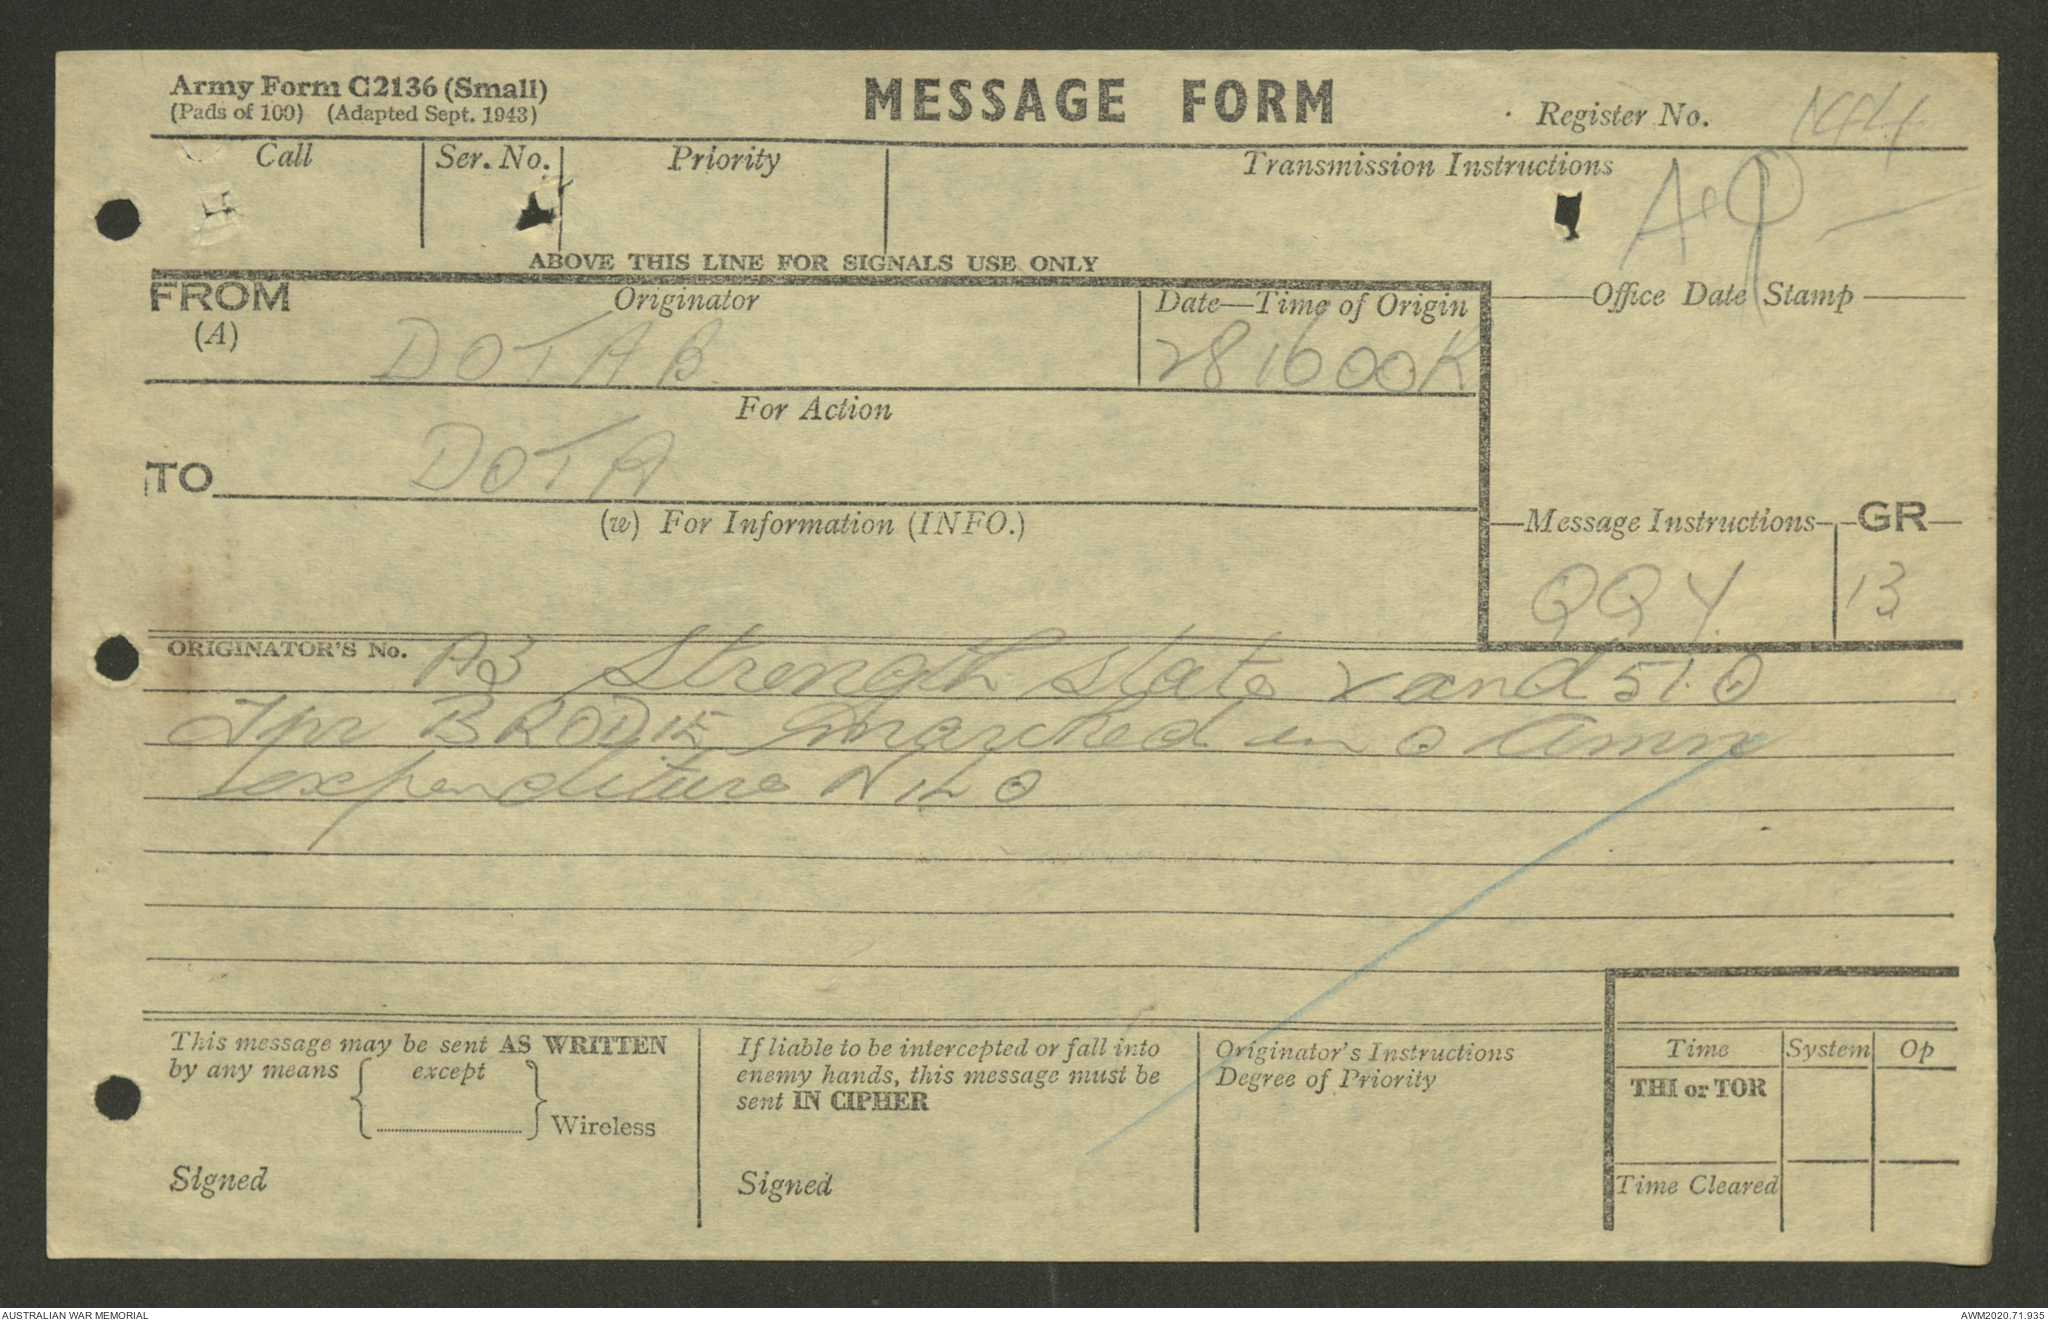 Army Form C2136 (Small)
(Pads of 100) (Adapted Sept. 1943)
MESSAGE FORM
Register No.
Call
Ser. No.
Priority
Transmission Instructions
A & Q
ABOVE THIS LINE FOR SIGNALS USE ONLY
FROM
(A)
Originator
DOTAB
Date—Time of Origin
281600K
Office Date Stamp
For Action
TO
DOTA
(w) For Information (INFO.)
Message Instructions
GR
QQY
13
ORIGINATOR'S No.
A23 Strength state 2 and 51 O
Tpr BRODIE marched in O Amn
expenditure NIL O
This message may be sent AS WRITTEN
by any means
except
Wireless
Signed
If liable to be intercepted or fall into
enemy hands, this message must be
sent IN CIPHER
Signed
Originator's Instructions
Degree of Priority
Time
System
Op
THI or TOR
Time Cleared
AUSTRALIAN WAR MEMORIAL
AWM2020.71.935